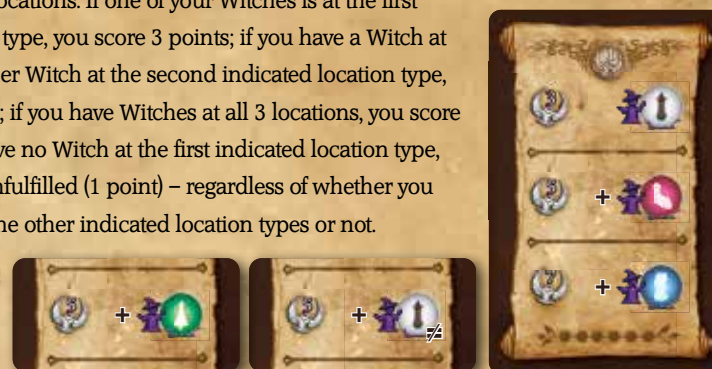 ocations. If one of your Witches is at the first
type, you score 3 points; if you have a Witch at
er Witch at the second indicated location type,
; if you have Witches at all 3 locations, you score
ve no Witch at the first indicated location type,
nfulfilled (1 point) – regardless of whether you
he other indicated location types or not.
3
+
7 +
+
+ ≠